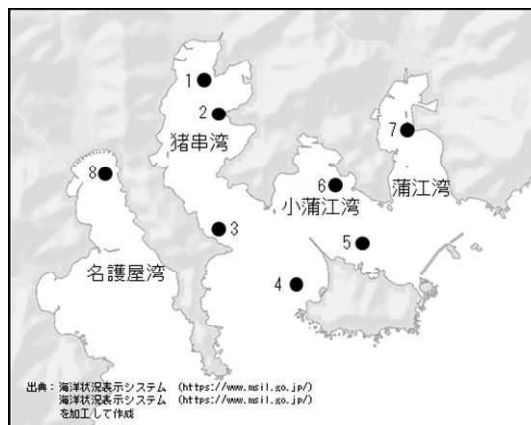 1
2
猪串湾
7
8
6
蒲江湾
小蒲江湾
3
5
名護屋湾
4
出典：海洋状況表示システム (https://www.msil.go.jp/)
海洋状況表示システム (https://www.msil.go.jp/)
を加工して作成